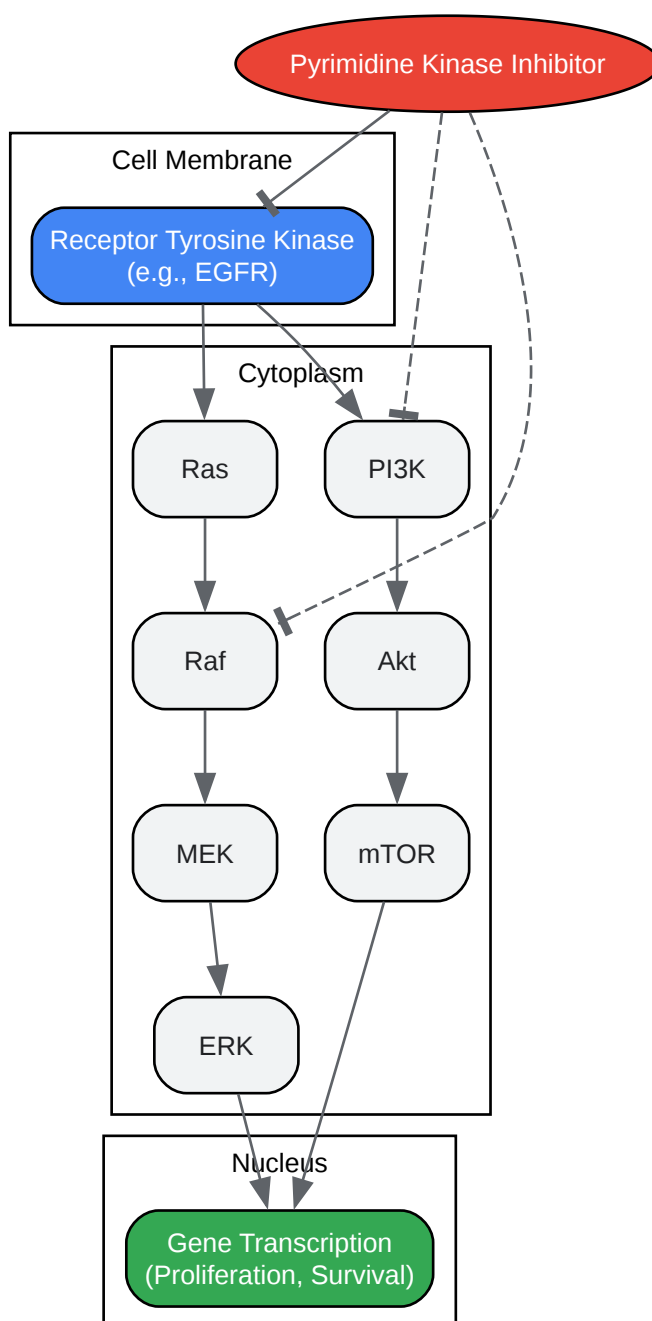 Pyrimidine Kinase Inhibitor
Cell Membrane
Receptor Tyrosine Kinase
(e.g., EGFR)
Cytoplasm
Ras
PI3K
Raf
Akt
MEK
mTOR
ERK
Nucleus
Gene Transcription
(Proliferation, Survival)